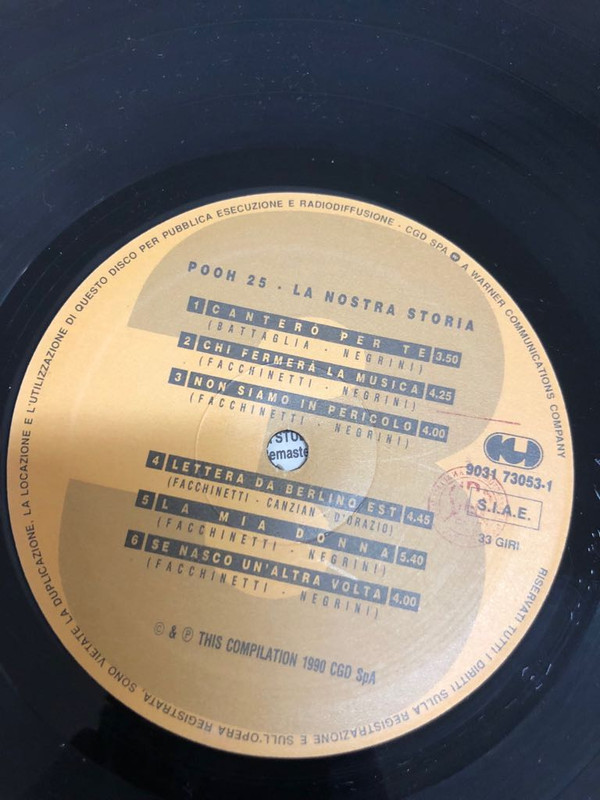 SONO VIETATE LA DUPLICAZIONE. LA LOCAZIONE E L'UTILIZZAZIONE DI QUESTO DISCO PER PUBBLICA ESECUZIONE E RADIODIFFUSIONE - CGD SPA A WARNER COMMUNICATIONS COMPANY
POOH 25 - LA NOSTRA STORIA
1 CANTERÒ PER TE 3.50
(BATTAGLIA - NEGRINI)
2 CHI FERMERÀ LA MUSICA 4.25
(FACCHINETTI - NEGRINI)
3 NON SIAMO IN PERICOLO 4.00
(FACCHINETTI - NEGRINI)
9031 73053-1
S.I.A.E.
33 GIRI
4 LETTERA DA BERLINO EST 4.45
(FACCHINETTI - CANZIAN - D'ORAZIO)
5 LA MIA DONNA 5.40
(FACCHINETTI - NEGRINI)
6 SE NASCO UN'ALTRA VOLTA 4.00
(FACCHINETTI - NEGRINI)
© & ℗ THIS COMPILATION 1990 CGD SpA
RISERVATI TUTTI I DIRITTI SULLA REGISTRAZIONE E SULL'OPERA REGISTRATA.